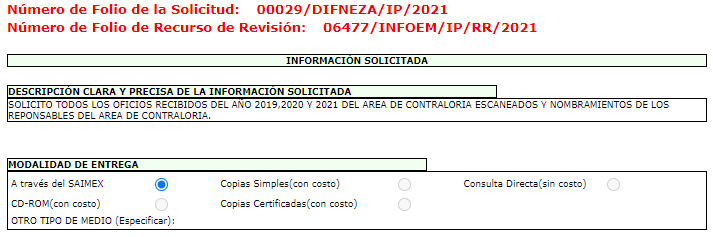 Número de Folio de la Solicitud: 00029/DIFNEZA/IP/2021
Número de Folio de Recurso de Revisión: 06477/INFOEM/IP/RR/2021
INFORMACIÓN SOLICITADA
DESCRIPCIÓN CLARA Y PRECISA DE LA INFORMACIÓN SOLICITADA
SOLICITO TODOS LOS OFICIOS RECIBIDOS DEL AÑO 2019,2020 Y 2021 DEL AREA DE CONTRALORIA ESCANEADOS Y NOMBRAMIENTOS DE LOS
REPONSABLES DEL AREA DE CONTRALORIA.
MODALIDAD DE ENTREGA
A través del SAIMEX Copias Simples(con costo) Consulta Directa(sin costo)
CD-ROM(con costo) Copias Certificadas(con costo)
OTRO TIPO DE MEDIO (Especificar):